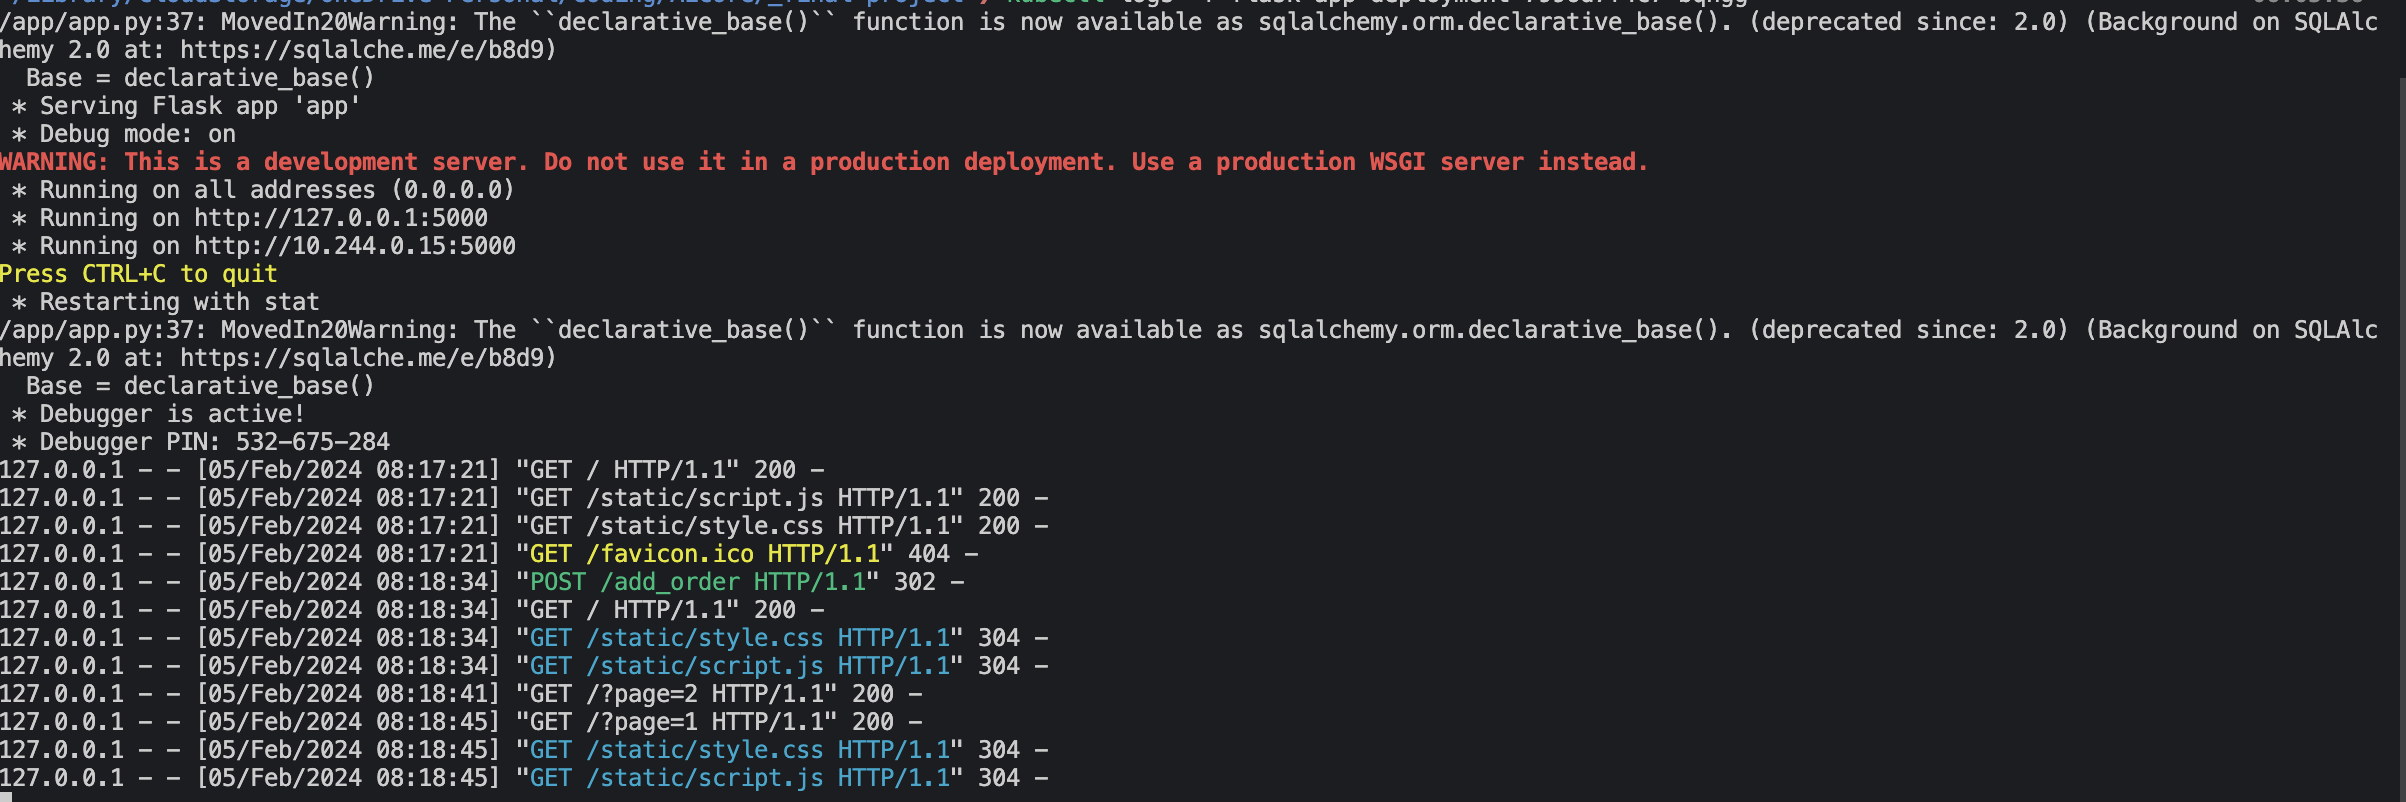 /app/app.py:37: MovedIn20Warning: The ``declarative_base()`` function is now available as sqlalchemy.orm.declarative_base(). (deprecated since: 2.0) (Background on SQLAlc
hemy 2.0 at: https://sqlalche.me/e/b8d9)
  Base = declarative_base()
 * Serving Flask app 'app'
 * Debug mode: on
WARNING: This is a development server. Do not use it in a production deployment. Use a production WSGI server instead.
 * Running on all addresses (0.0.0.0)
 * Running on http://127.0.0.1:5000
 * Running on http://10.244.0.15:5000
Press CTRL+C to quit
 * Restarting with stat
/app/app.py:37: MovedIn20Warning: The ``declarative_base()`` function is now available as sqlalchemy.orm.declarative_base(). (deprecated since: 2.0) (Background on SQLAlc
hemy 2.0 at: https://sqlalche.me/e/b8d9)
  Base = declarative_base()
 * Debugger is active!
 * Debugger PIN: 532-675-284
127.0.0.1 - - [05/Feb/2024 08:17:21] "GET / HTTP/1.1" 200 -
127.0.0.1 - - [05/Feb/2024 08:17:21] "GET /static/script.js HTTP/1.1" 200 -
127.0.0.1 - - [05/Feb/2024 08:17:21] "GET /static/style.css HTTP/1.1" 200 -
127.0.0.1 - - [05/Feb/2024 08:17:21] "GET /favicon.ico HTTP/1.1" 404 -
127.0.0.1 - - [05/Feb/2024 08:18:34] "POST /add_order HTTP/1.1" 302 -
127.0.0.1 - - [05/Feb/2024 08:18:34] "GET / HTTP/1.1" 200 -
127.0.0.1 - - [05/Feb/2024 08:18:34] "GET /static/style.css HTTP/1.1" 304 -
127.0.0.1 - - [05/Feb/2024 08:18:34] "GET /static/script.js HTTP/1.1" 304 -
127.0.0.1 - - [05/Feb/2024 08:18:41] "GET /?page=2 HTTP/1.1" 200 -
127.0.0.1 - - [05/Feb/2024 08:18:45] "GET /?page=1 HTTP/1.1" 200 -
127.0.0.1 - - [05/Feb/2024 08:18:45] "GET /static/style.css HTTP/1.1" 304 -
127.0.0.1 - - [05/Feb/2024 08:18:45] "GET /static/script.js HTTP/1.1" 304 -